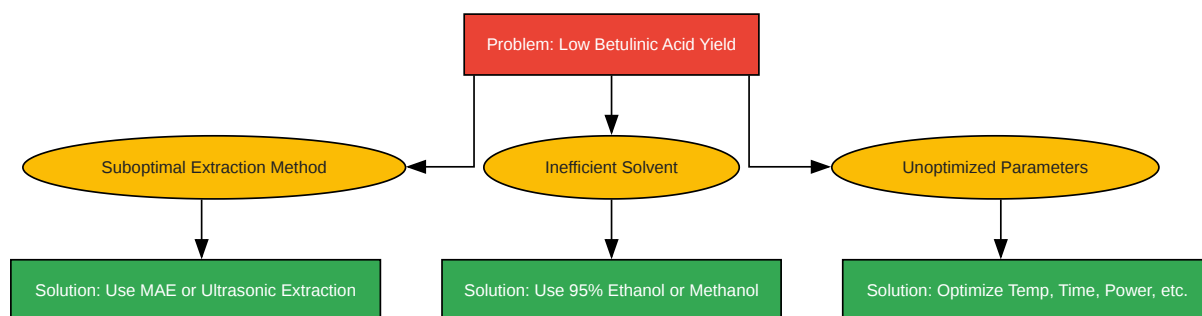 Problem: Low Betulinic Acid Yield
Suboptimal Extraction Method
Inefficient Solvent
Unoptimized Parameters
Solution: Use MAE or Ultrasonic Extraction
Solution: Use 95% Ethanol or Methanol
Solution: Optimize Temp, Time, Power, etc.